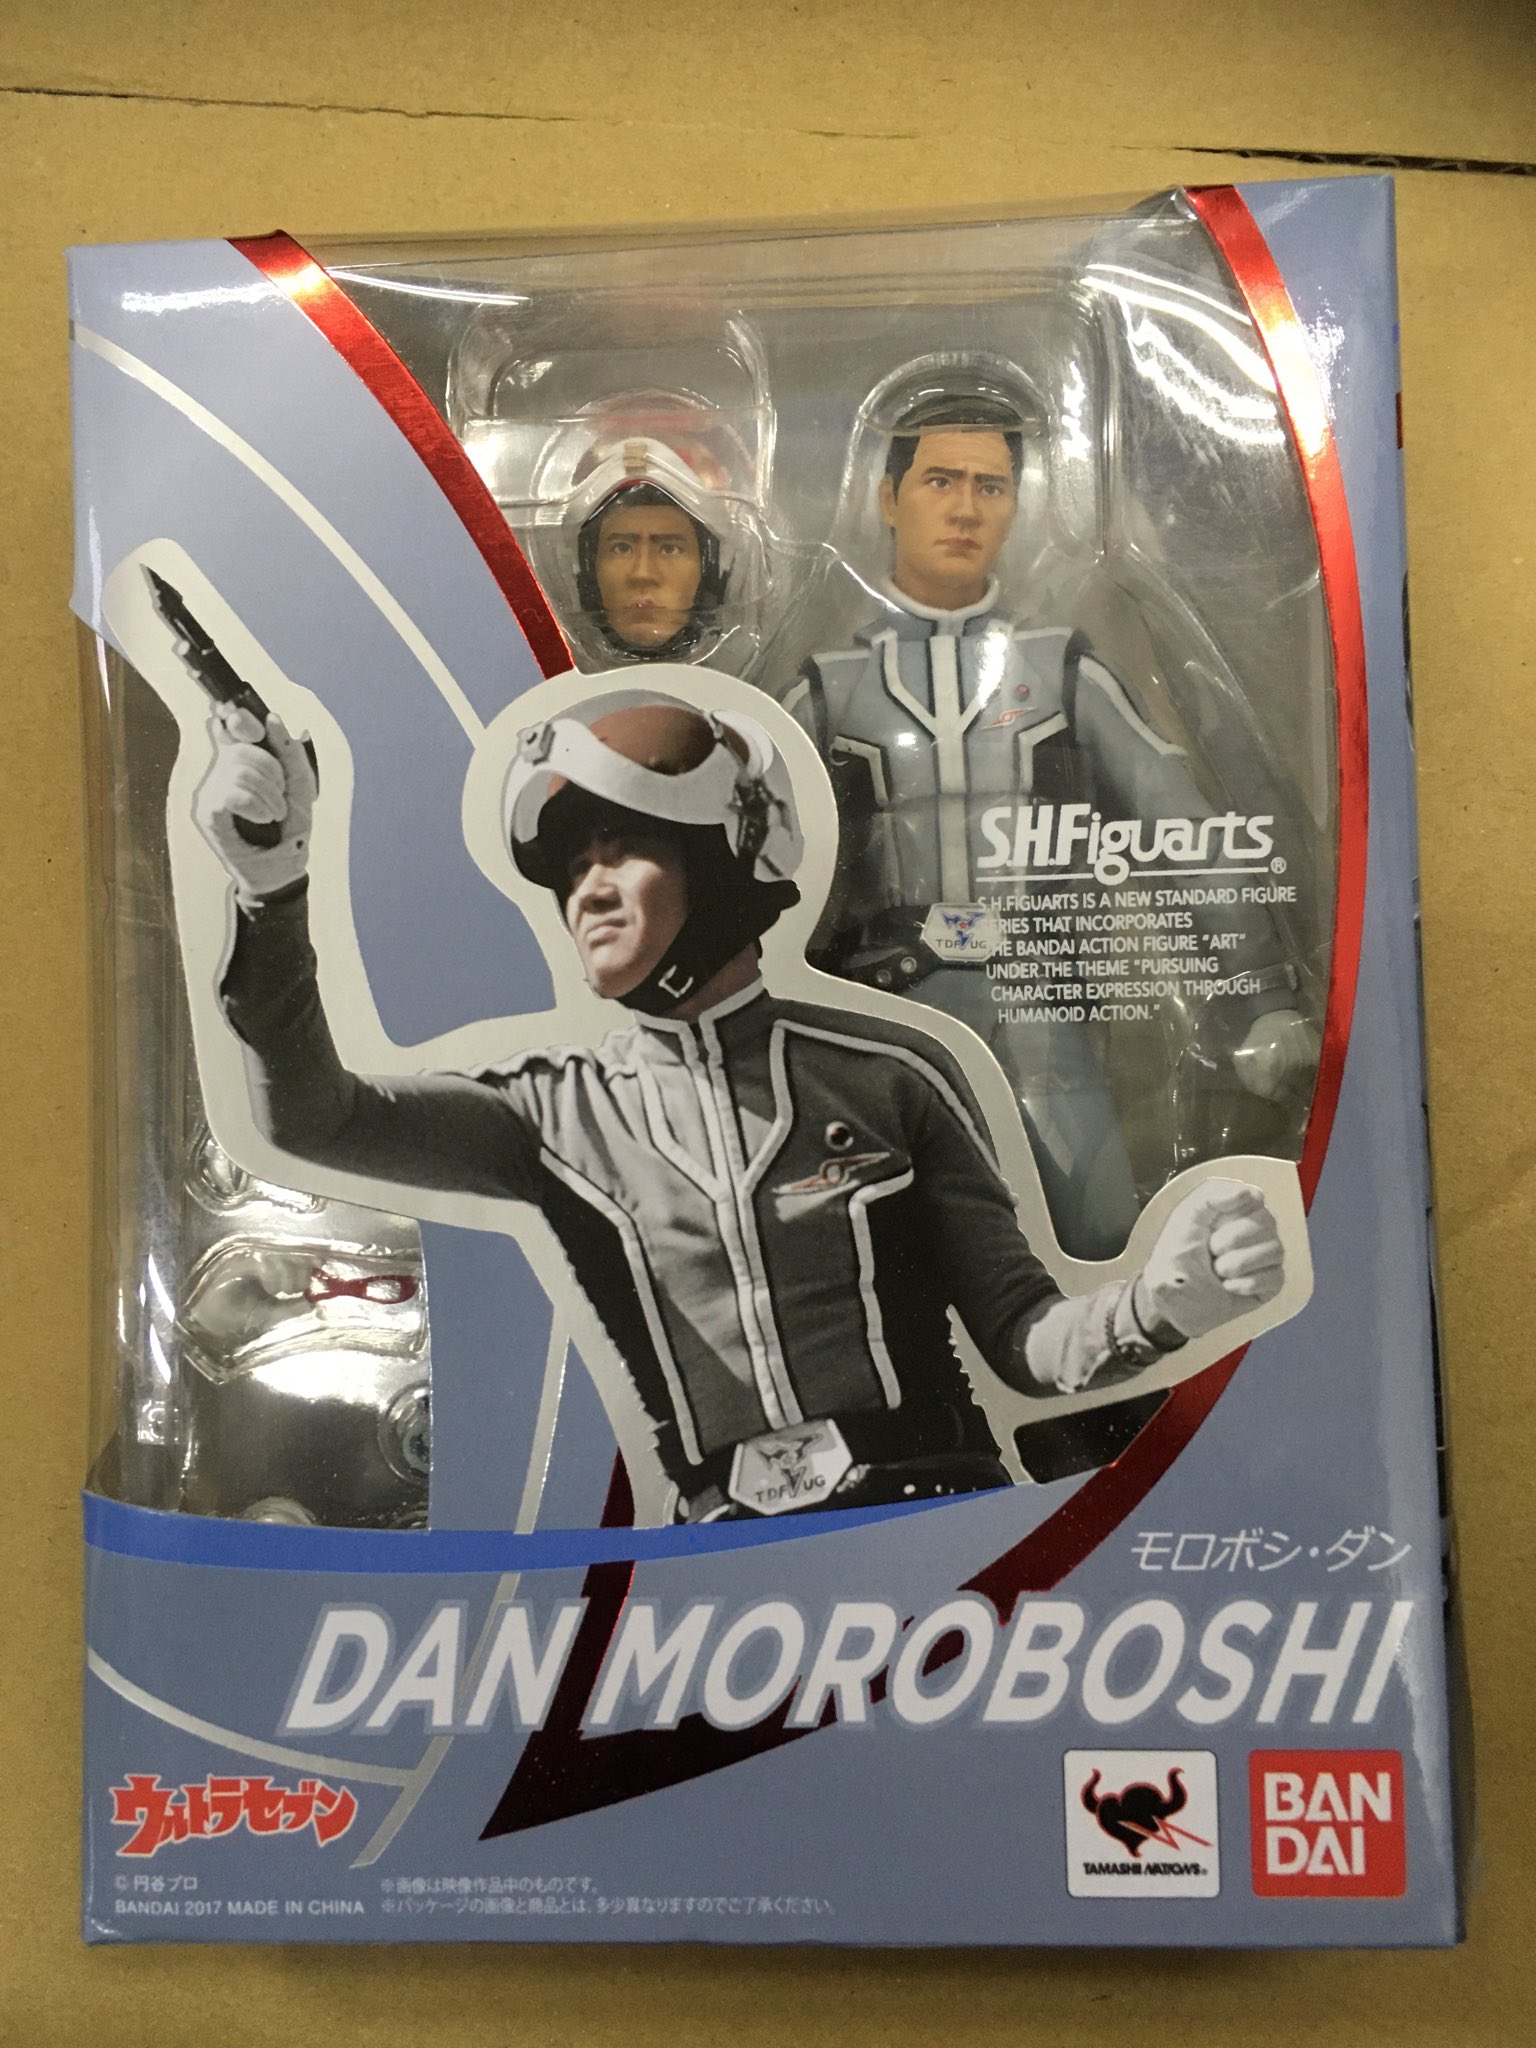 S.H.Figuarts
®
S.H.FIGUARTS IS A NEW STANDARD FIGURE
SERIES THAT INCORPORATES
THE BANDAI ACTION FIGURE "ART"
UNDER THE THEME "PURSUING
CHARACTER EXPRESSION THROUGH
HUMANOID ACTION."
TDF UG
TDF UG
モロボシ・ダン
DAN MOROBOSHI
ウルトラセブン
© 円谷プロ
BANDAI 2017 MADE IN CHINA
※画像は映像作品中のものです。
※パッケージの画像と商品とは、多少異なりますのでご了承ください。
TAMASHII NATIONS®
BAN
DAI